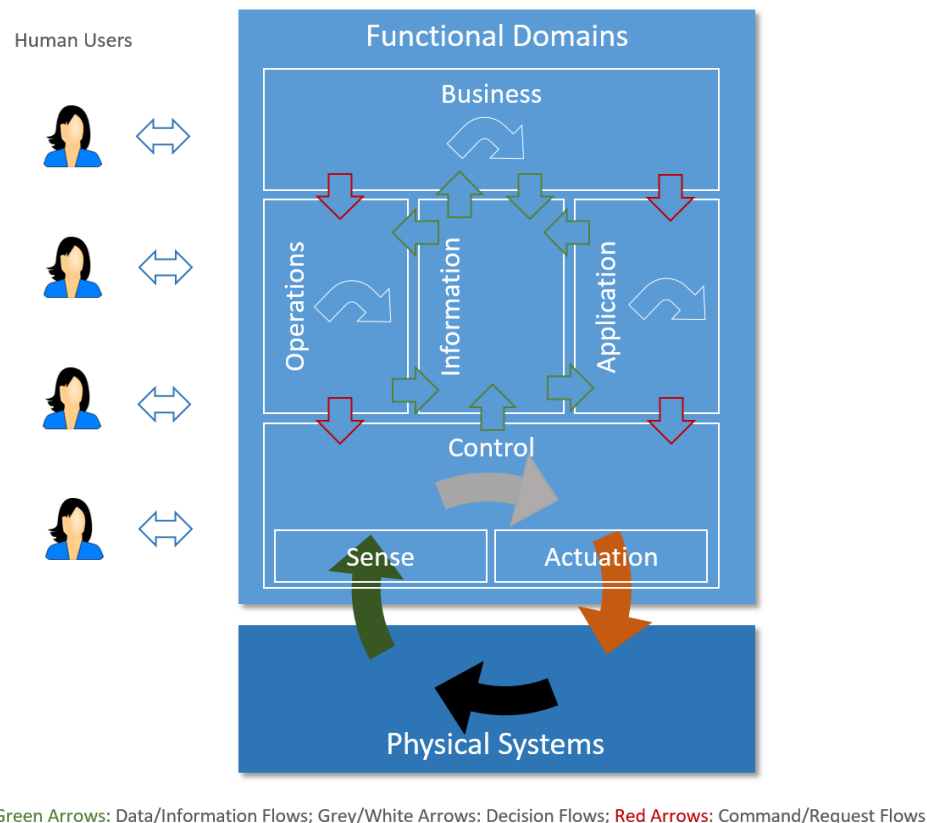 Human Users
Functional Domains
Business
Operations
Information
Application
Control
Sense
Actuation
Physical Systems
Green Arrows: Data/Information Flows; Grey/White Arrows: Decision Flows; Red Arrows: Command/Request Flows